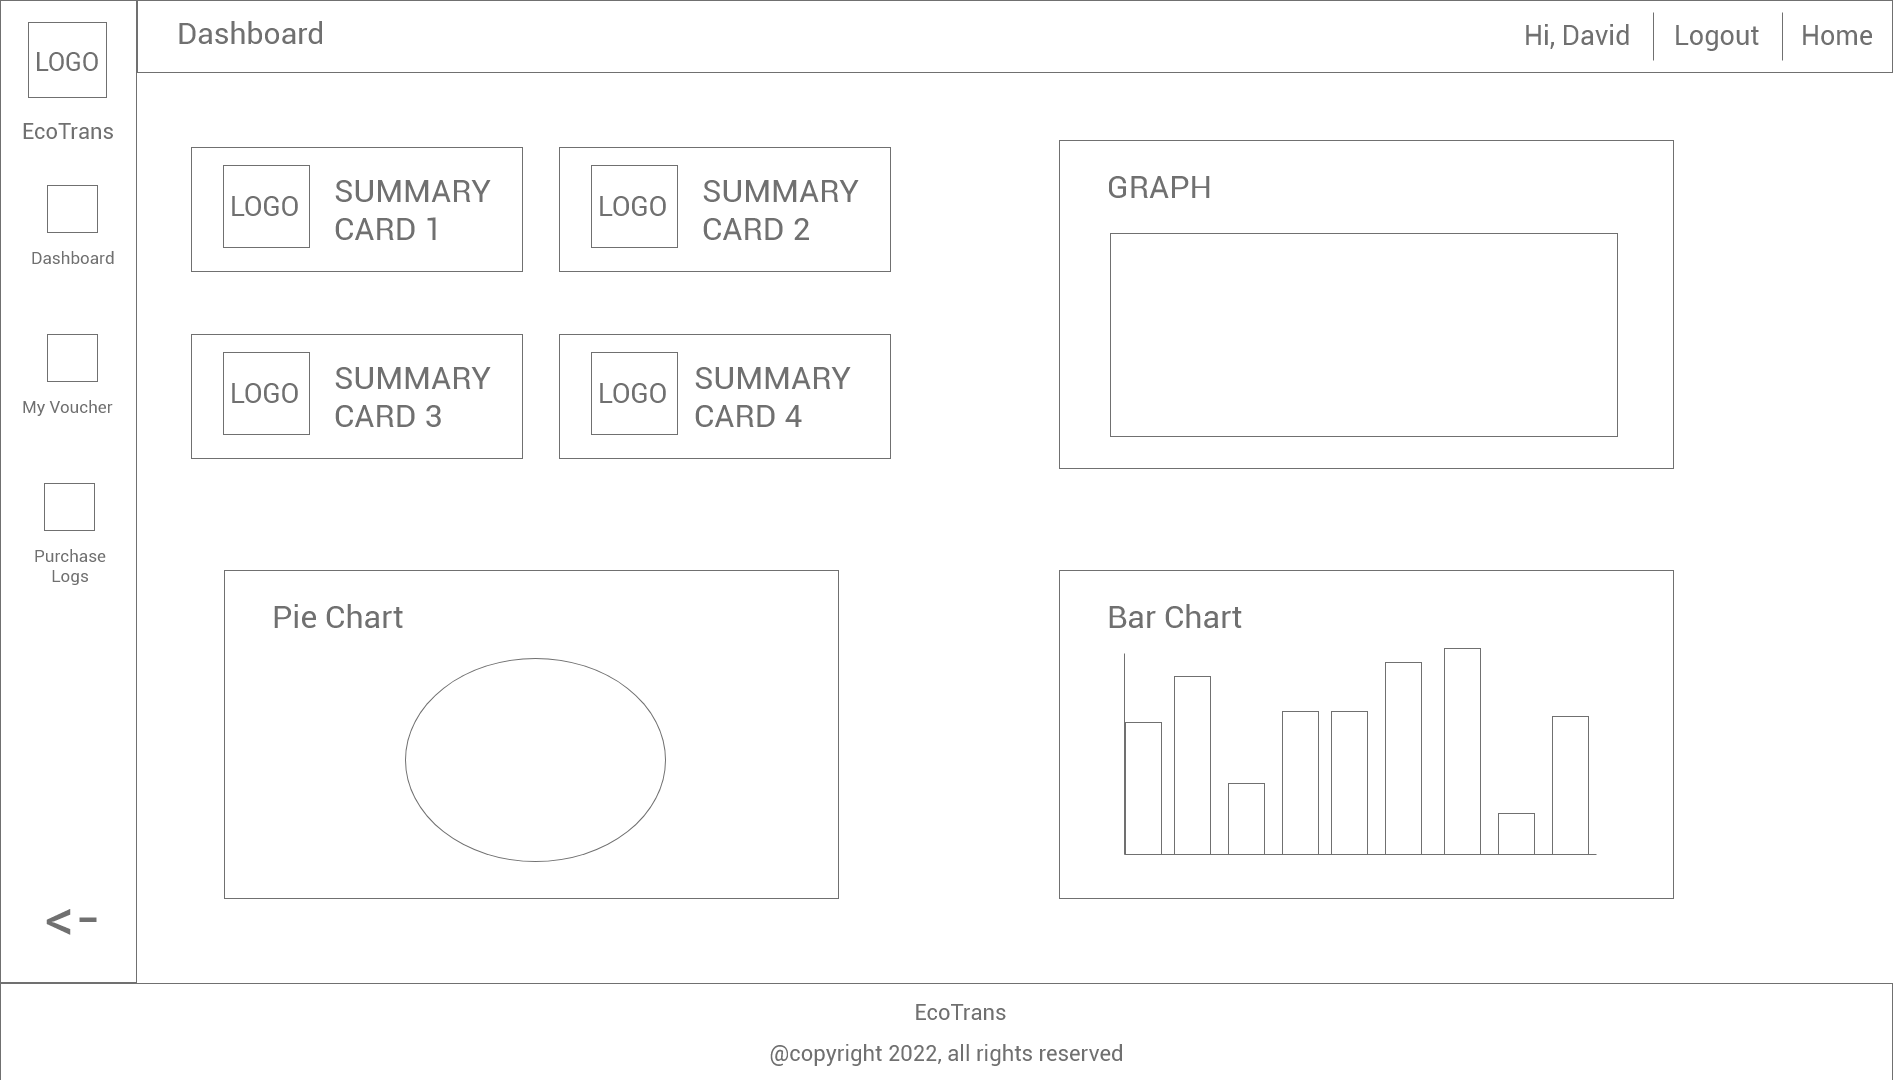 LOGO
EcoTrans
Dashboard
My Voucher
Purchase
Logs
<-
Dashboard
Hi, David
Logout
Home
LOGO
SUMMARY
CARD 1
LOGO
SUMMARY
CARD 2
LOGO
SUMMARY
CARD 3
LOGO
SUMMARY
CARD 4
GRAPH
Pie Chart
Bar Chart
EcoTrans
@copyright 2022, all rights reserved